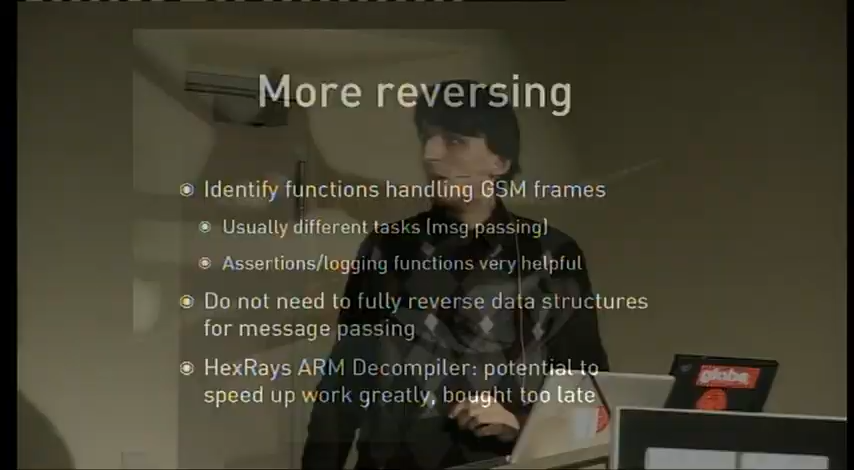 More reversing
Identify functions handling GSM frames
Usually different tasks (msg passing)
Assertions/logging functions very helpful
Do not need to fully reverse data structures
for message passing
HexRays ARM Decompiler: potential to
speed up work greatly, bought too late
globe